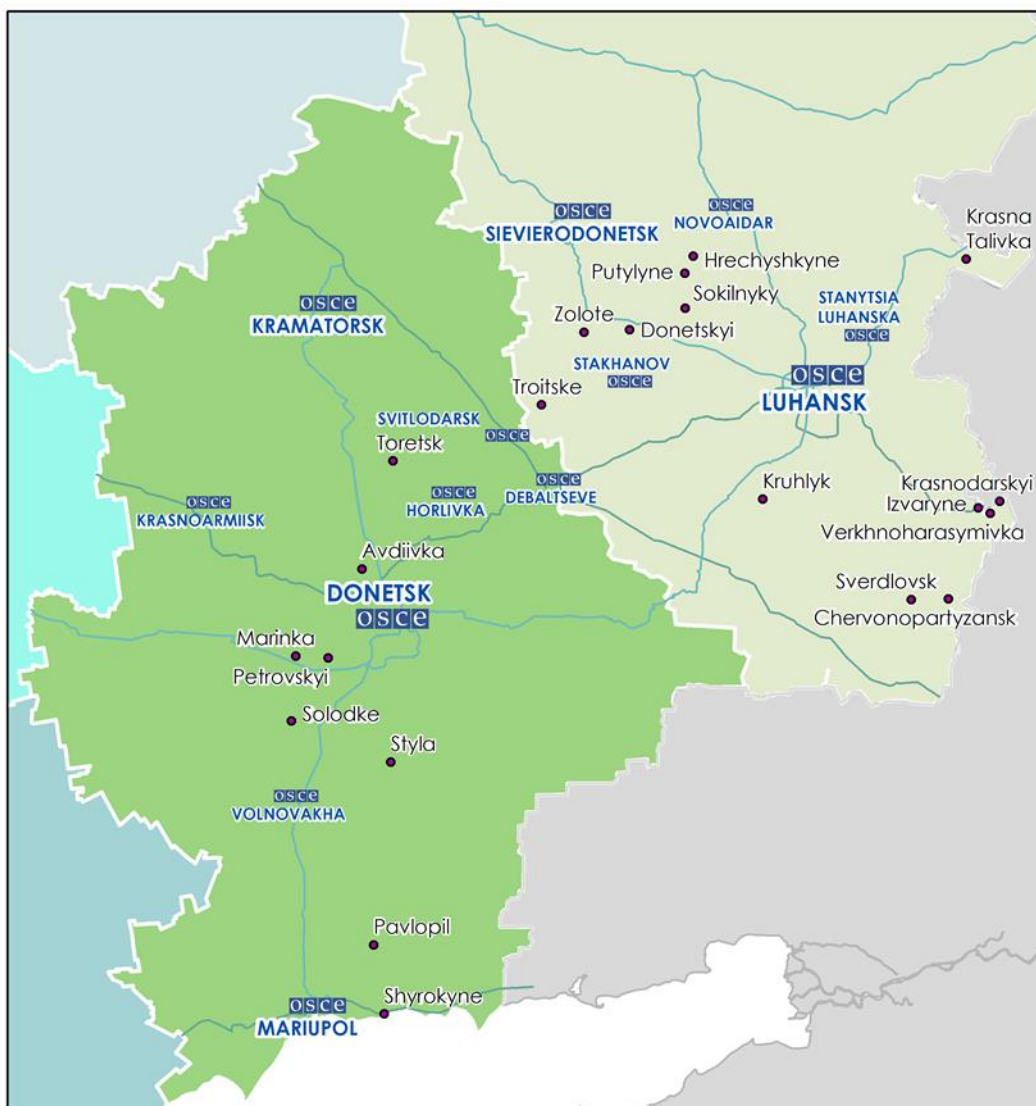 osce
SIEVIERODONETSK
osce
NOVOAIDAR
Krasna
Talivka
Hrechyshkyne
Putylyne
Sokilnyky
Zolote
Donetskyi
STANYTSIA
LUHANSKA
osce
osce
KRAMATORSK
STAKHANOV
osce
osce
LUHANSK
Troitske
SVITLODARSK
osce
Toretsk
osce
DEBALTSEVE
osce
HORLIVKA
osce
KRASNOARMIISK
Kruhlyk
Krasnodarskyi
Izvaryne
Verkhnoharasymivka
Avdiivka
DONETSK
osce
Sverdlovsk
Chervonopartyzansk
Marinka
Petrovskyi
Solodke
Styla
osce
VOLNOVAKHA
Pavlopil
Shyrokyne
osce
MARIUPOL